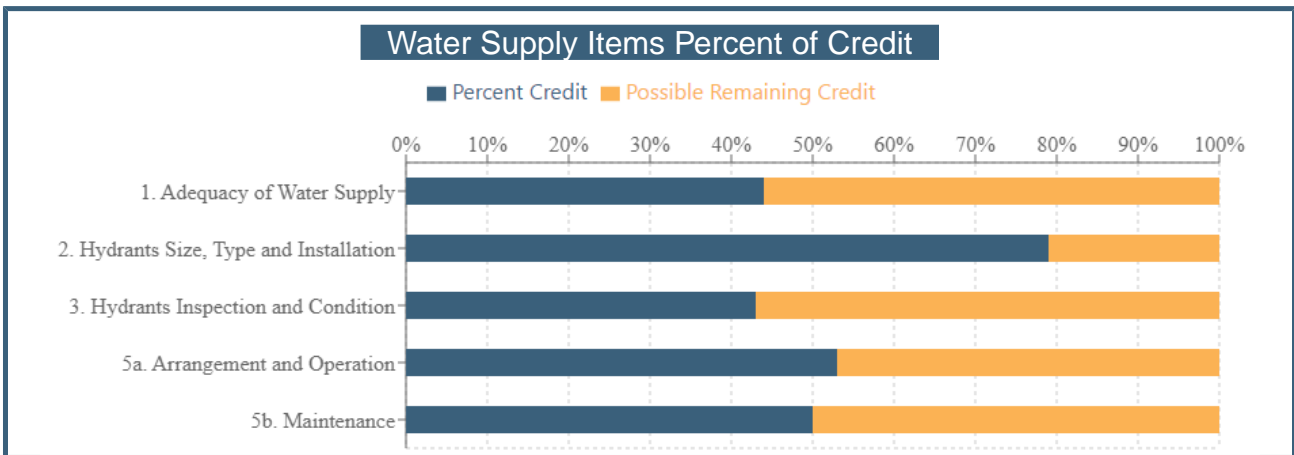 Water Supply Items Percent of Credit
Percent Credit Possible Remaining Credit
0% 10% 20% 30% 40% 50% 60% 70% 80% 90% 100%
1. Adequacy of Water Supply
2. Hydrants Size, Type and Installation
3. Hydrants Inspection and Condition
5a. Arrangement and Operation
5b. Maintenance